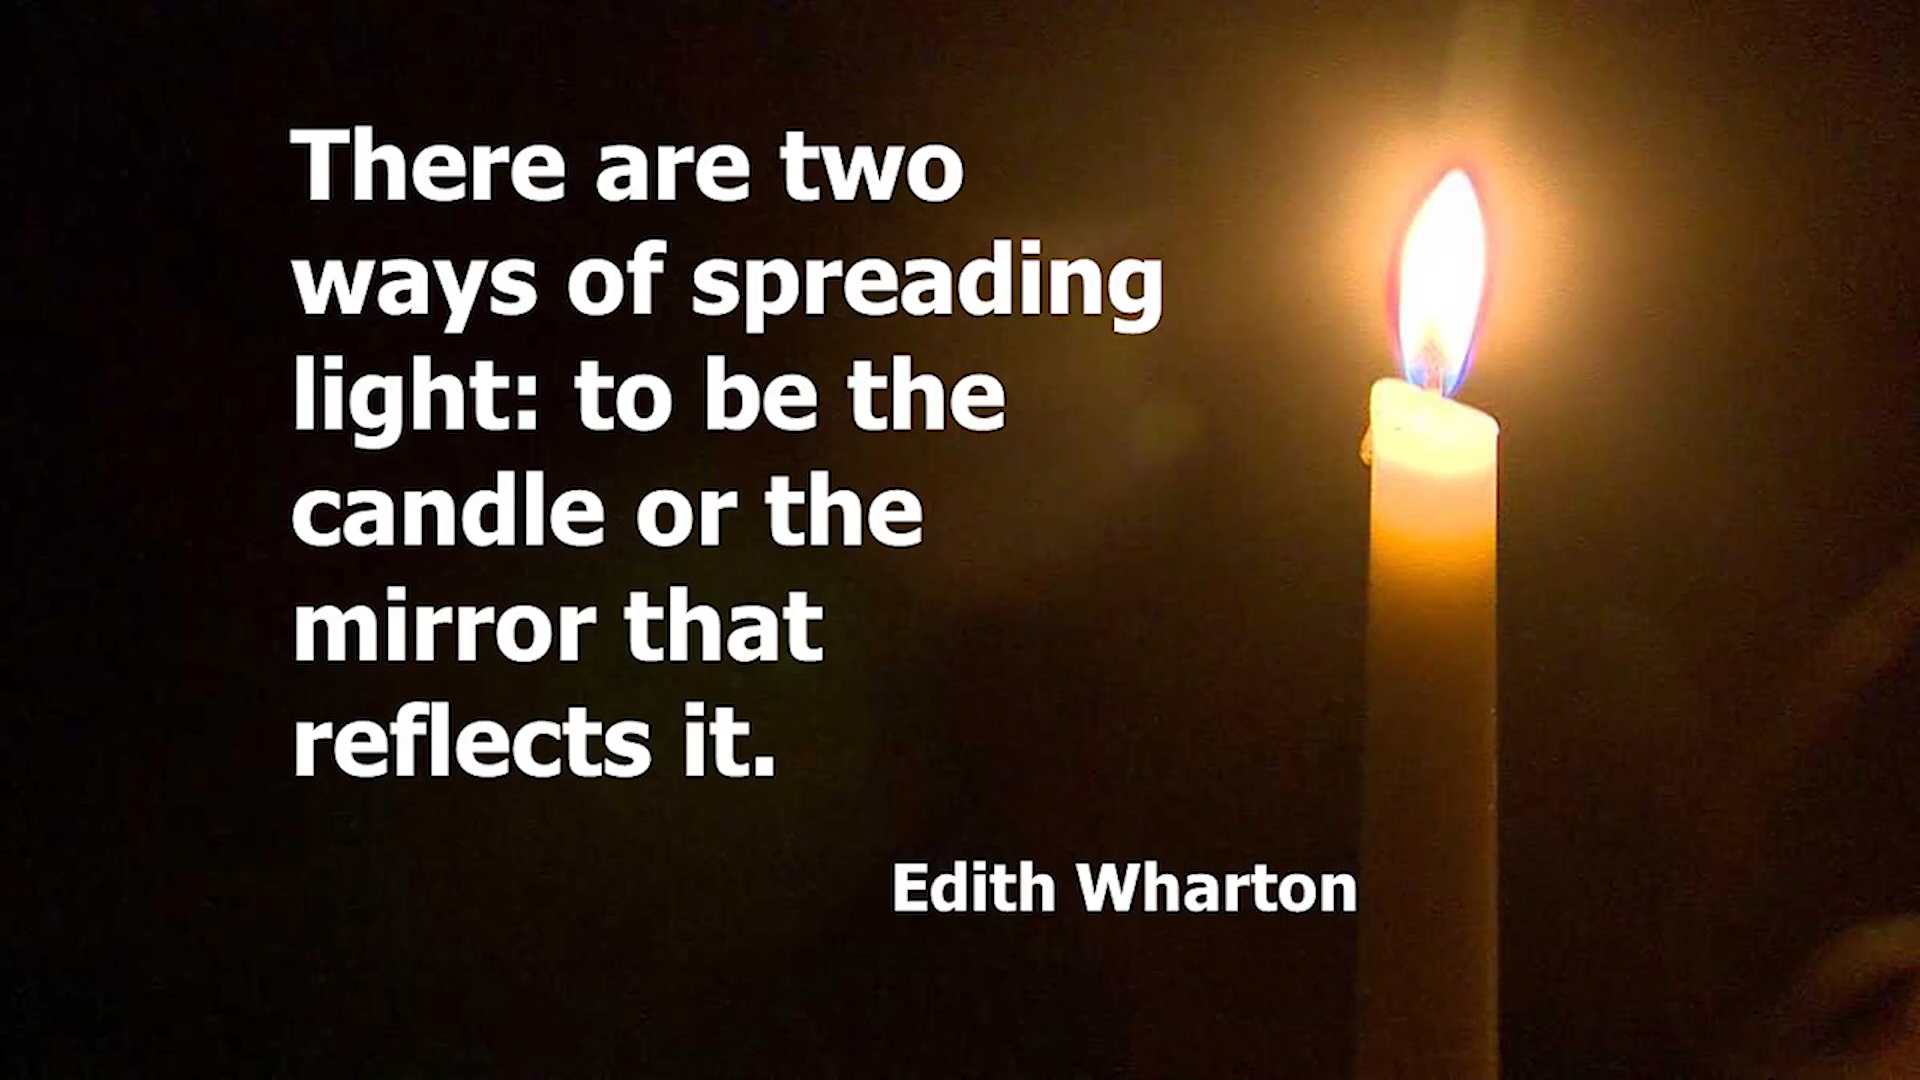 There are two
ways of spreading
light: to be the
candle or the
mirror that
reflects it.
Edith Wharton